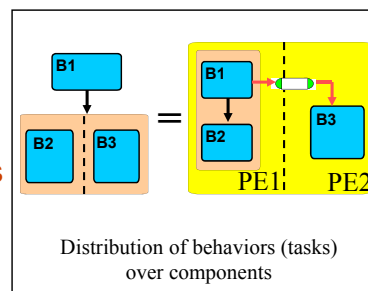 B1
B2
B3
=
B1
B2
B3
PE1
PE2
s
Distribution of behaviors (tasks)
over components